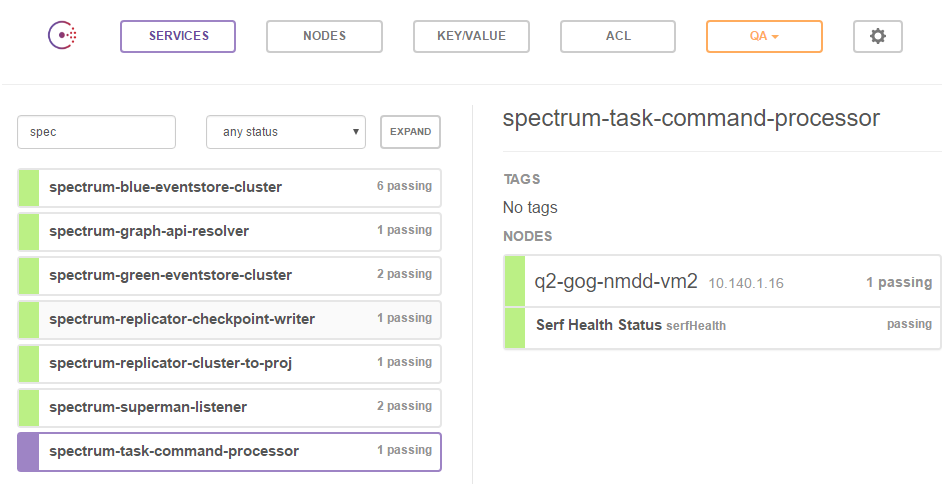 SERVICES NODES KEY/VALUE ACL QA
spec any status EXPAND
spectrum-blue-eventstore-cluster 6 passing
spectrum-graph-api-resolver 1 passing
spectrum-green-eventstore-cluster 2 passing
spectrum-replicator-checkpoint-writer 1 passing
spectrum-replicator-cluster-to-proj 1 passing
spectrum-superman-listener 2 passing
spectrum-task-command-processor 1 passing
spectrum-task-command-processor
TAGS
No tags
NODES
q2-gog-nmdd-vm2 10.140.1.16 1 passing
Serf Health Status serfHealth passing